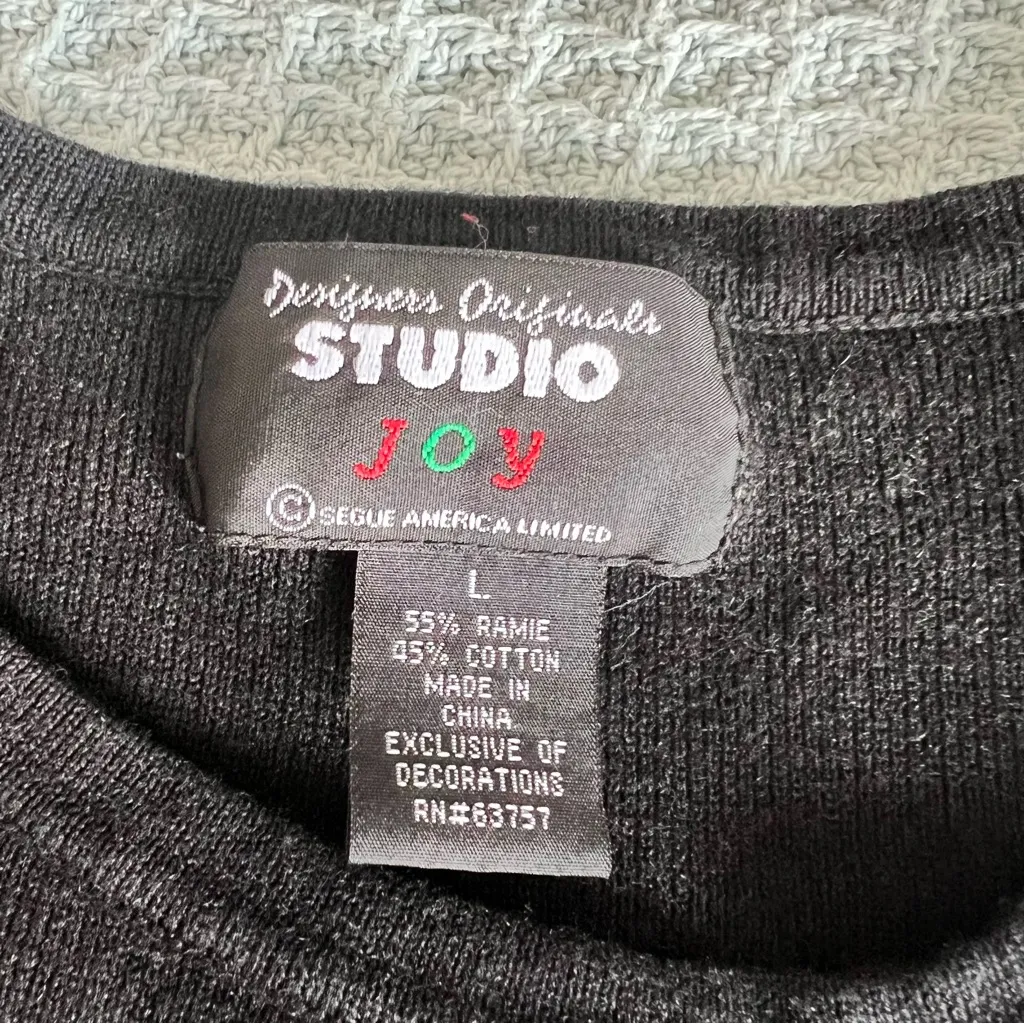 Designers Originals
STUDIO
JOY
© SEGUE AMERICA LIMITED
L
55% RAMIE
45% COTTON
MADE IN
CHINA
EXCLUSIVE OF
DECORATIONS
RN#63757